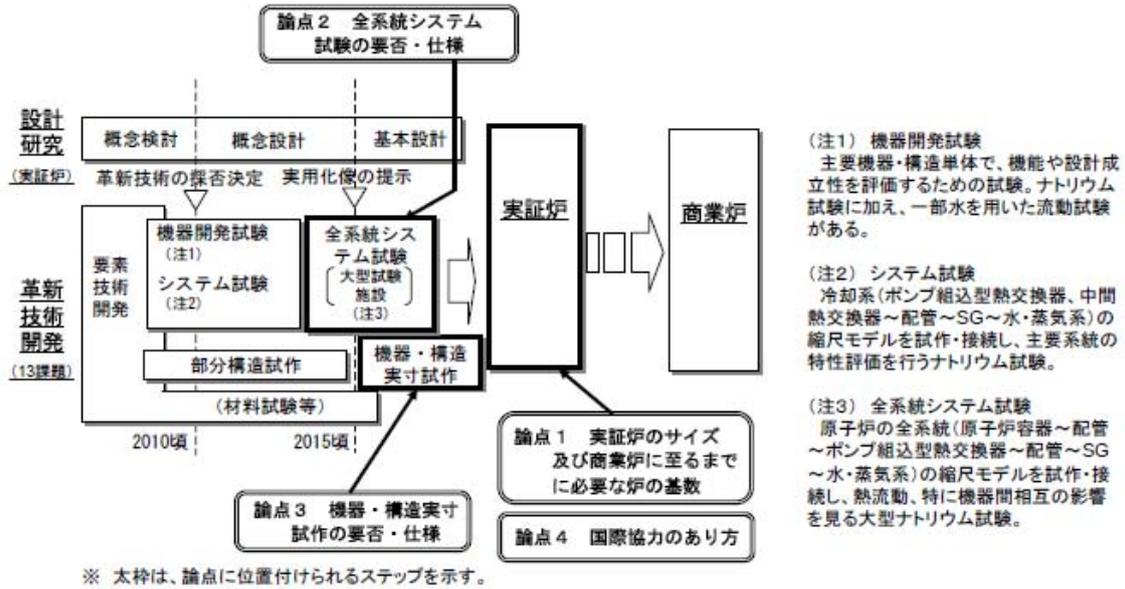 論点２　全系統システム
試験の要否・仕様
設計
研究
(実証炉)
概念検討
概念設計
基本設計
革新技術の採否決定
実用化像の提示
革新
技術
開発
(13課題)
要素
技術
開発
機器開発試験
(注1)
システム試験
(注2)
全系統シス
テム試験
大型試験
施設
(注3)
部分構造試作
機器・構造
実寸試作
(材料試験等)
2010頃
2015頃
実証炉
商業炉
論点１　実証炉のサイズ
及び商業炉に至るまで
に必要な炉の基数
論点３　機器・構造実寸
試作の要否・仕様
論点４　国際協力のあり方
※　太枠は、論点に位置付けられるステップを示す。
(注1)　機器開発試験
主要機器・構造単体で、機能や設計成
立性を評価するための試験。ナトリウム
試験に加え、一部水を用いた流動試験
がある。
(注2)　システム試験
冷却系(ポンプ組込型熱交換器、中間
熱交換器～配管～SG～水・蒸気系)の
縮尺モデルを試作・接続し、主要系統の
特性評価を行うナトリウム試験。
(注3)　全系統システム試験
原子炉の全系統(原子炉容器～配管
～ポンプ組込型熱交換器～配管～SG
～水・蒸気系)の縮尺モデルを試作・接
続し、熱流動、特に機器間相互の影響
を見る大型ナトリウム試験。